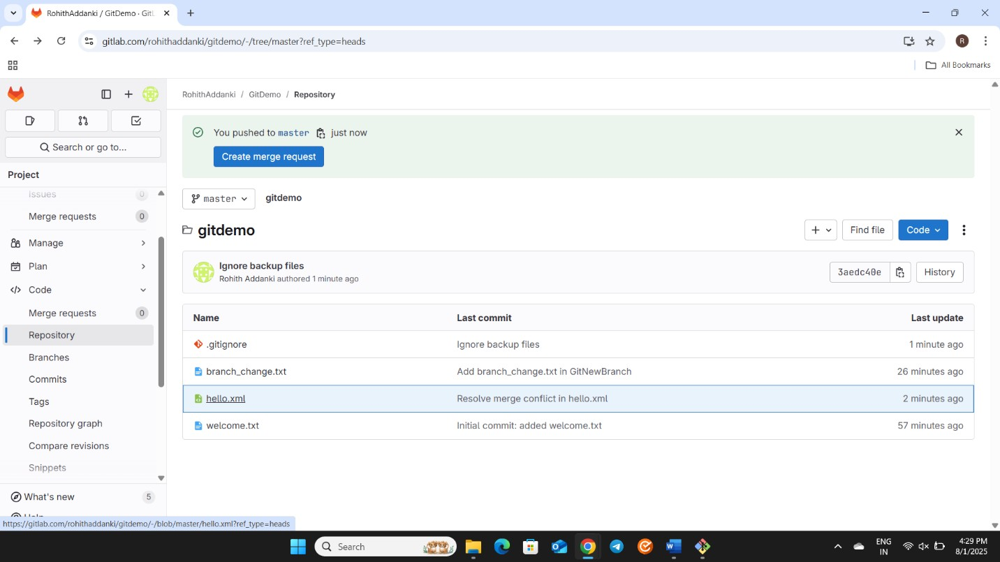 RohithAddanki / GitDemo · GitL
gitlab.com/rohithaddanki/gitdemo/-/tree/master?ref_type=heads
R
All Bookmarks
Search or go to...
Project
Issues 0
Merge requests 0
Manage
Plan
Code
Merge requests 0
Repository
Branches
Commits
Tags
Repository graph
Compare revisions
Snippets
What's new 5
Help
RohithAddanki / GitDemo / Repository
You pushed to master just now
Create merge request
master gitdemo
gitdemo
Find file Code
Ignore backup files
Rohith Addanki authored 1 minute ago
3aedc40e History
Name Last commit Last update
.gitignore Ignore backup files 1 minute ago
branch_change.txt Add branch_change.txt in GitNewBranch 26 minutes ago
hello.xml Resolve merge conflict in hello.xml 2 minutes ago
welcome.txt Initial commit: added welcome.txt 57 minutes ago
https://gitlab.com/rohithaddanki/gitdemo/-/blob/master/hello.xml?ref_type=heads
Search
ENG
IN
4:29 PM
8/1/2025